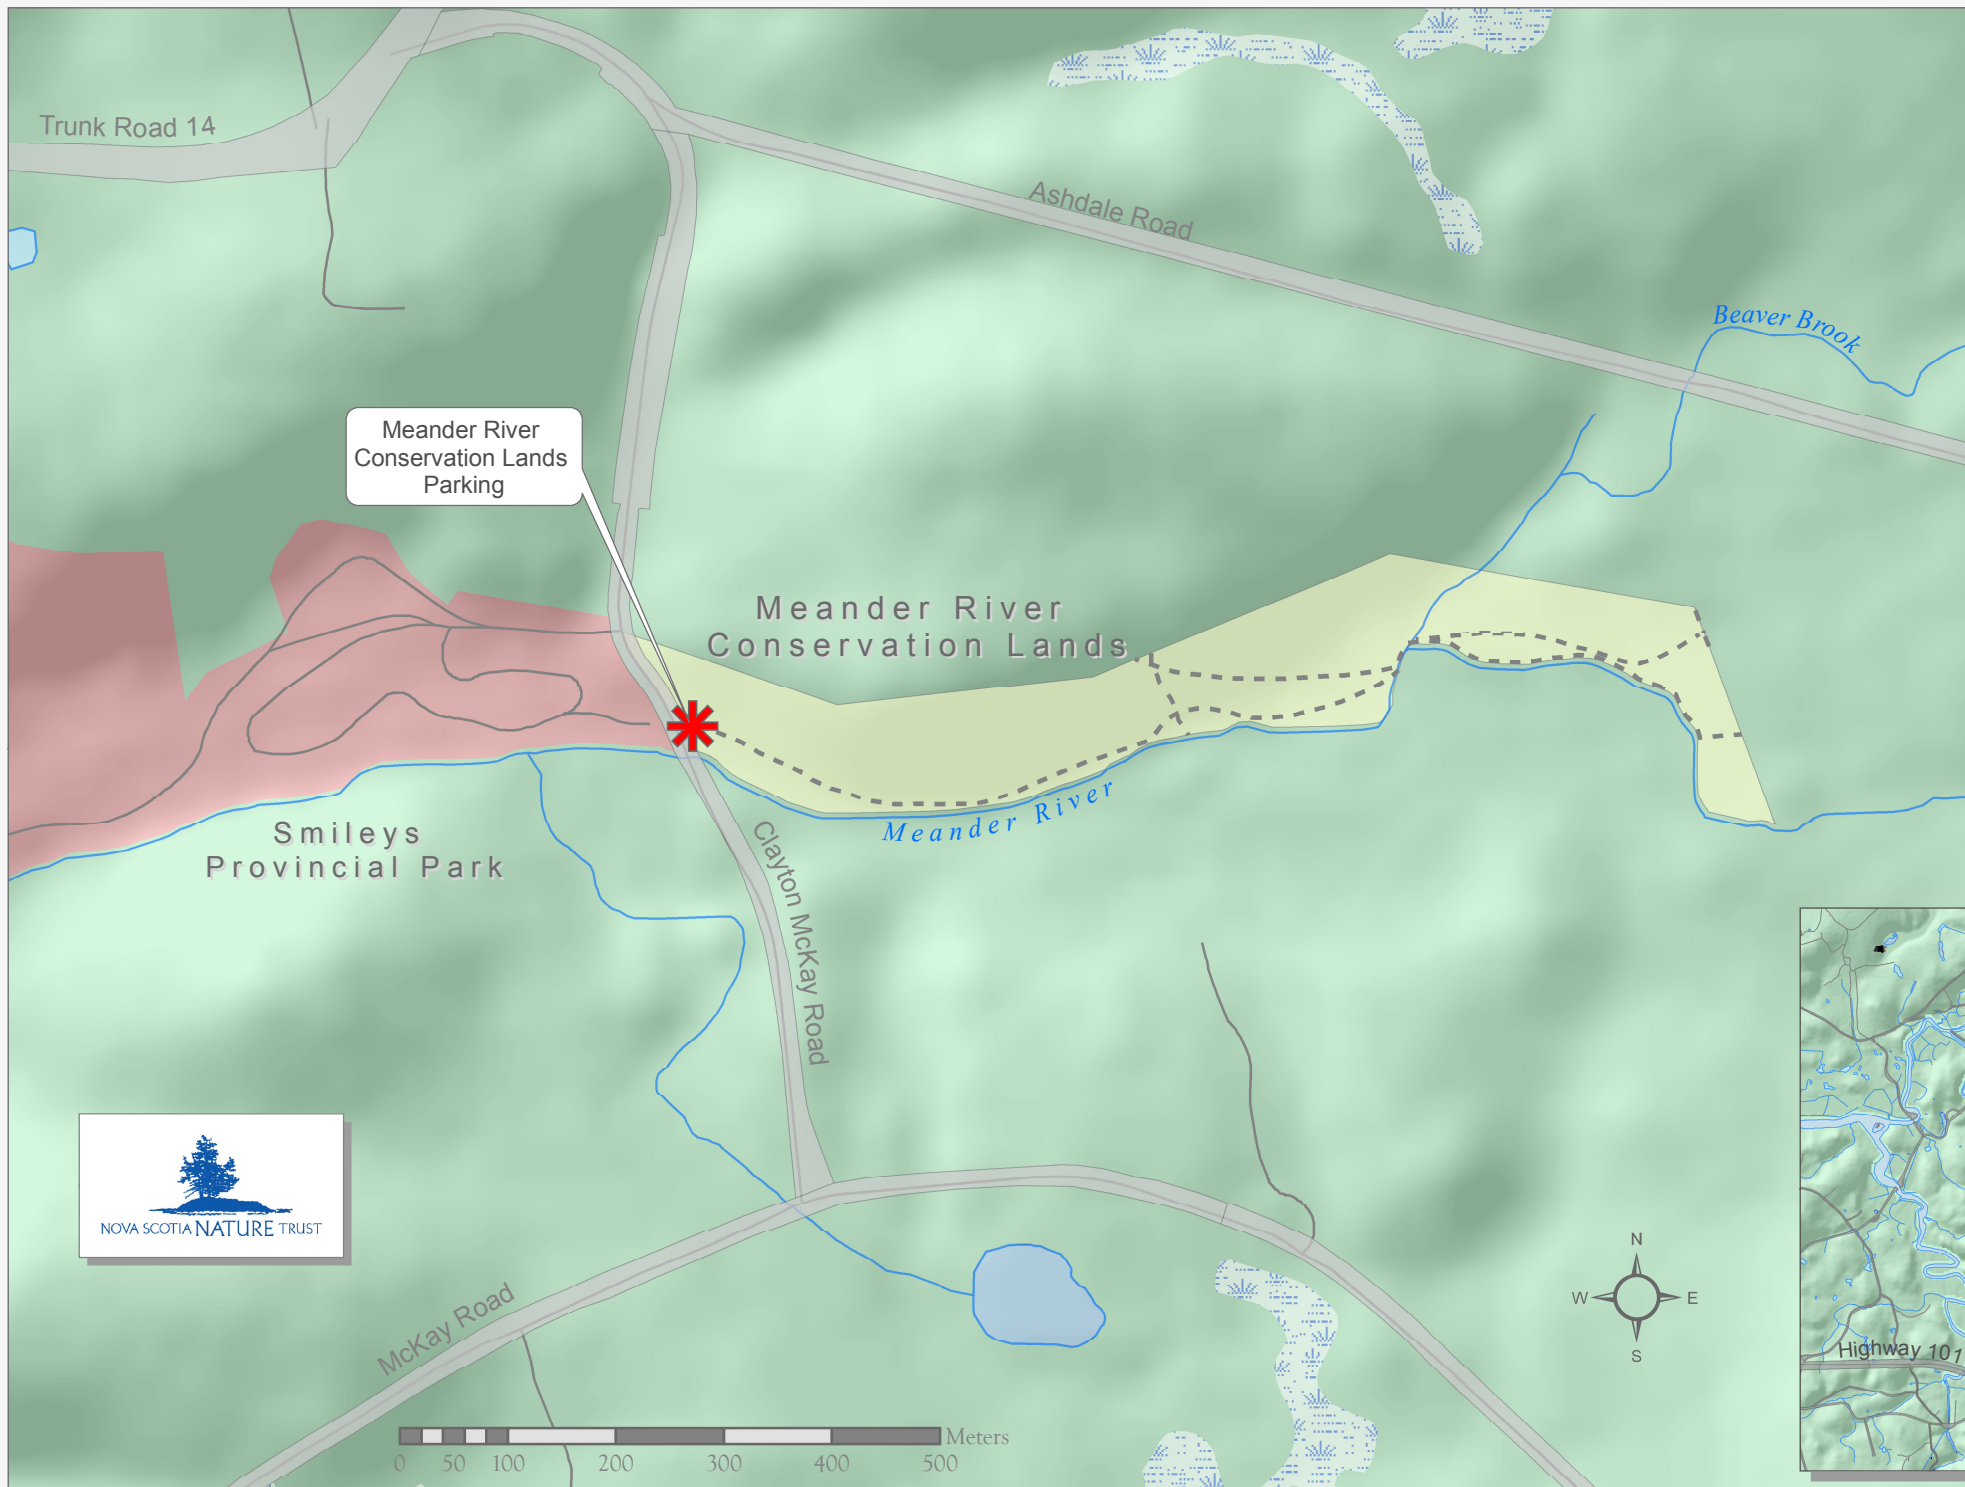 Trunk Road 14
Ashdale Road
Beaver Brook
Meander River
Conservation Lands
Parking
Meander River
Conservation Lands
Meander River
Smileys
Provincial Park
Clayton McKay Road
McKay Road
NOVA SCOTIA NATURE TRUST
N
W E
S
Highway 101
Meters
0 50 100 200 300 400 500